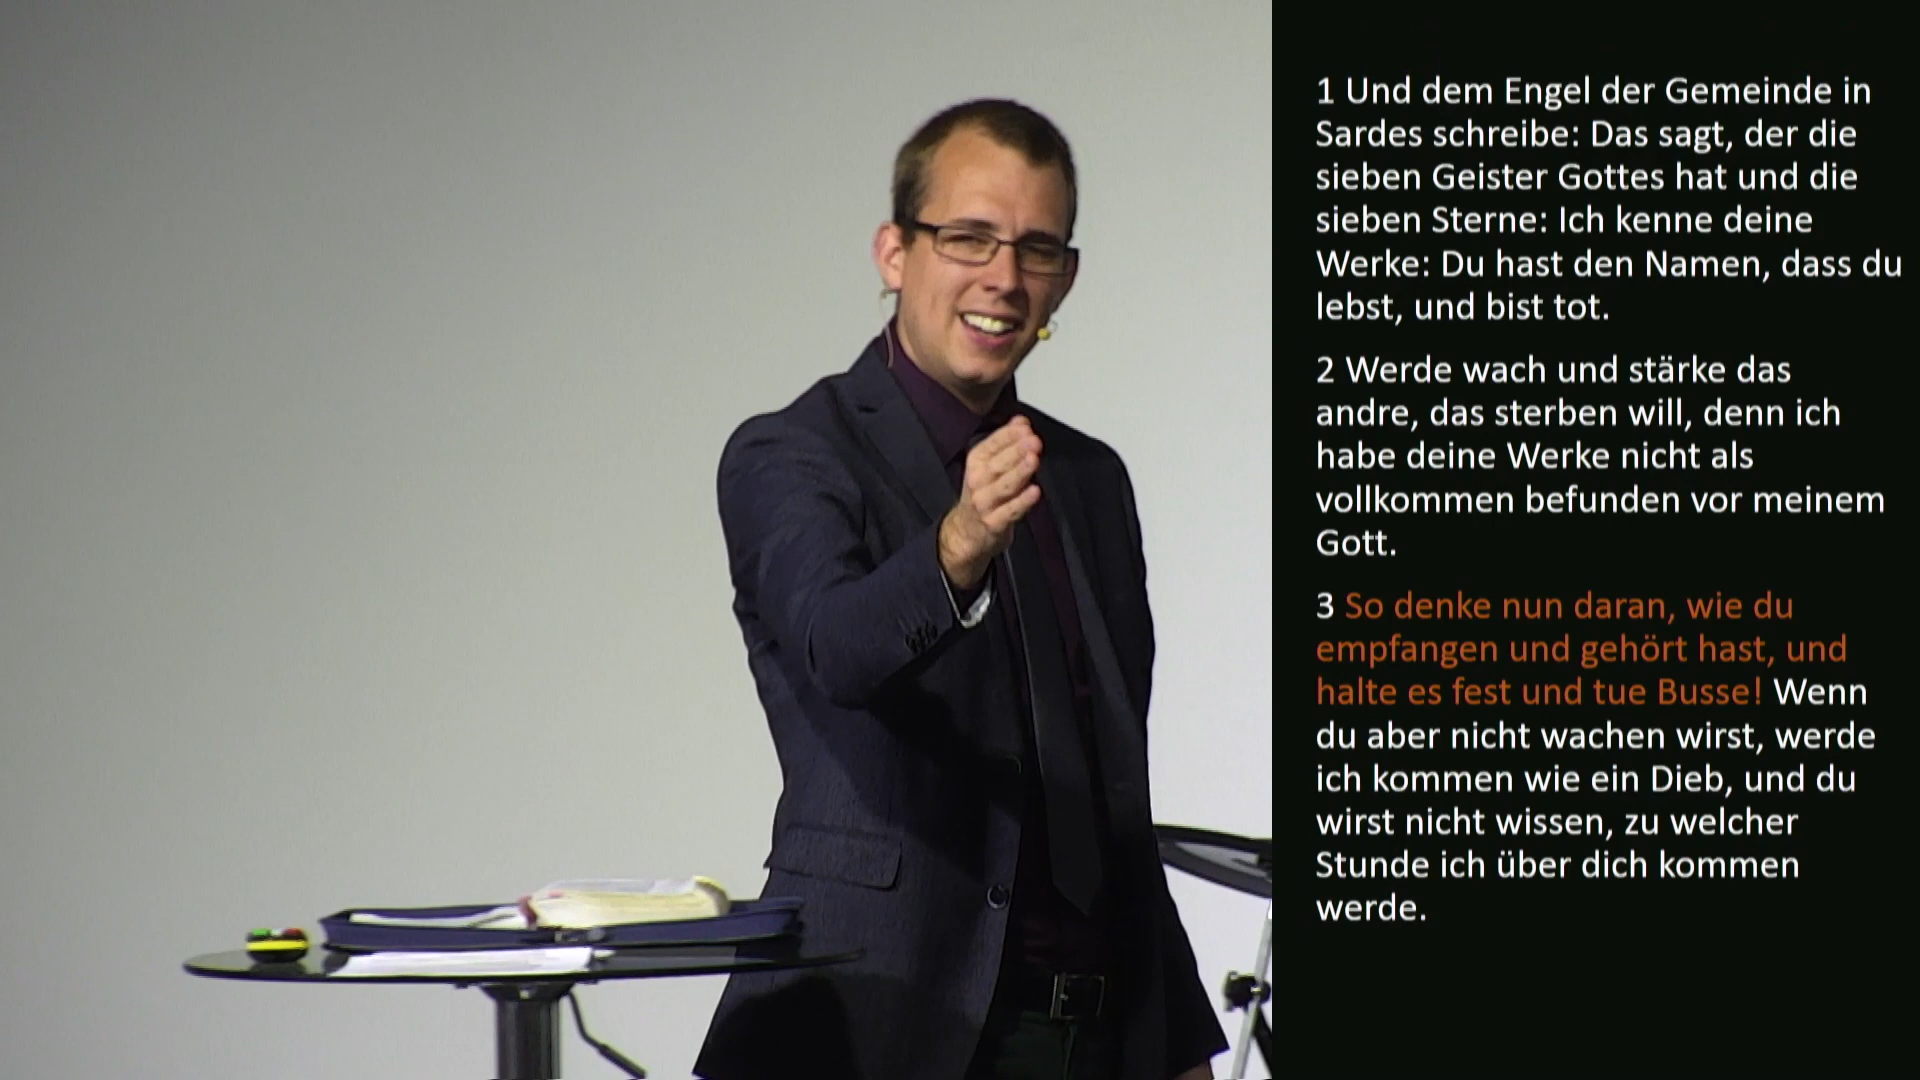 1 Und dem Engel der Gemeinde in
Sardes schreibe: Das sagt, der die
sieben Geister Gottes hat und die
sieben Sterne: Ich kenne deine
Werke: Du hast den Namen, dass du
lebst, und bist tot.
2 Werde wach und stärke das
andre, das sterben will, denn ich
habe deine Werke nicht als
vollkommen befunden vor meinem
Gott.
3 So denke nun daran, wie du
empfangen und gehört hast, und
halte es fest und tue Busse! Wenn
du aber nicht wachen wirst, werde
ich kommen wie ein Dieb, und du
wirst nicht wissen, zu welcher
Stunde ich über dich kommen
werde.